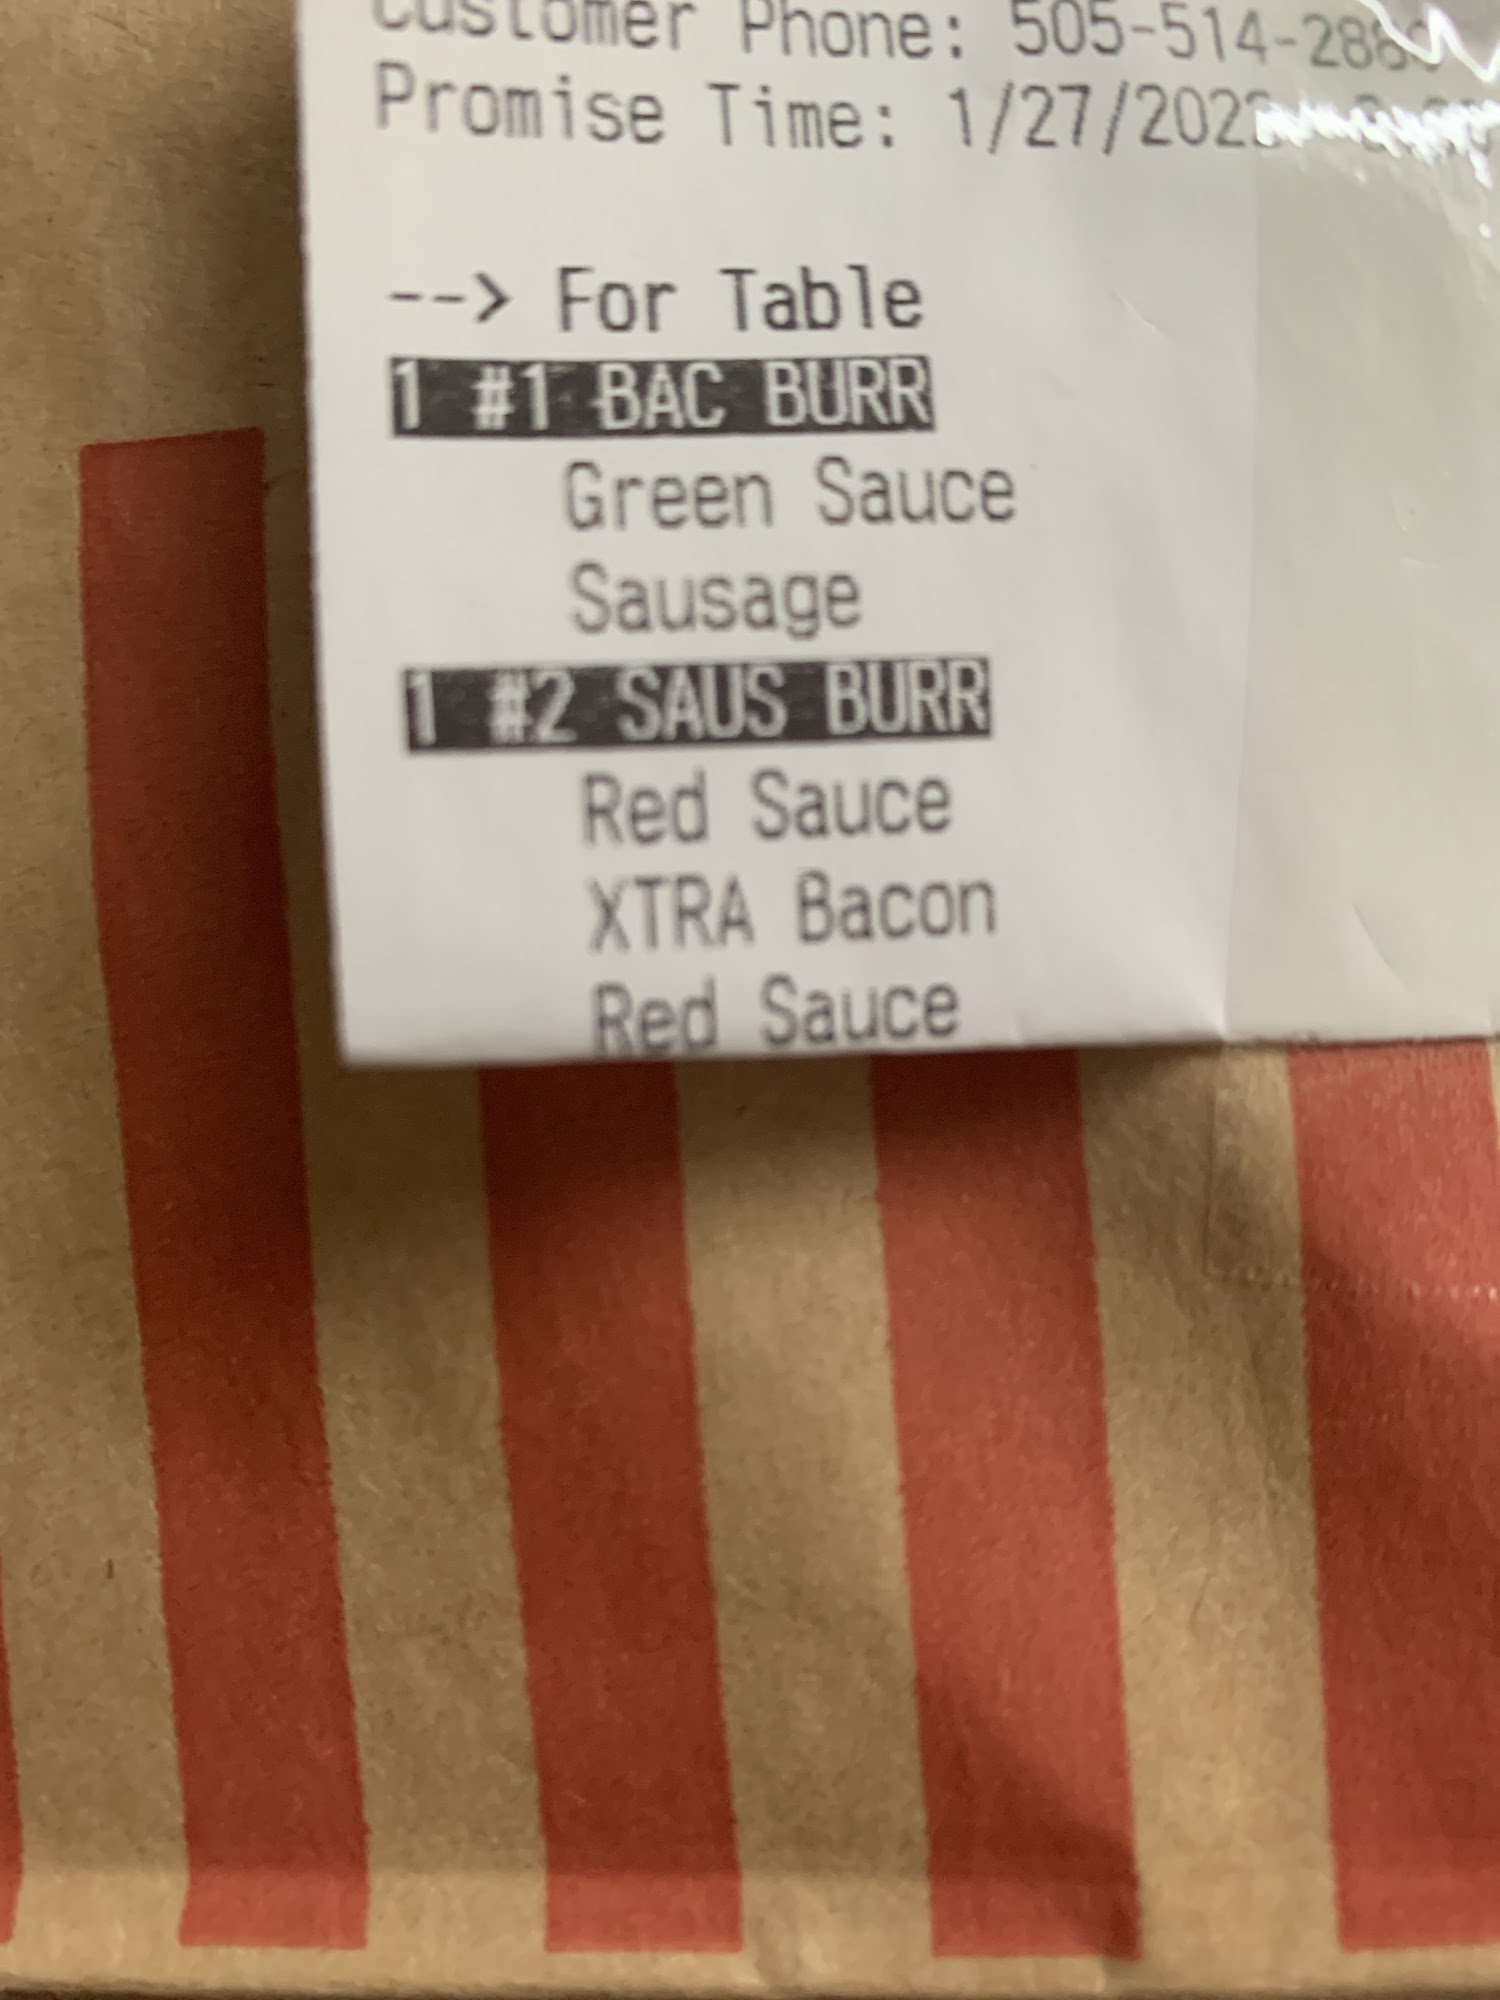 Customer Phone: 505-514-288
Promise Time: 1/27/2022
--> For Table
1 #1 BAC BURR
Green Sauce
Sausage
1 #2 SAUS BURR
Red Sauce
XTRA Bacon
Red Sauce